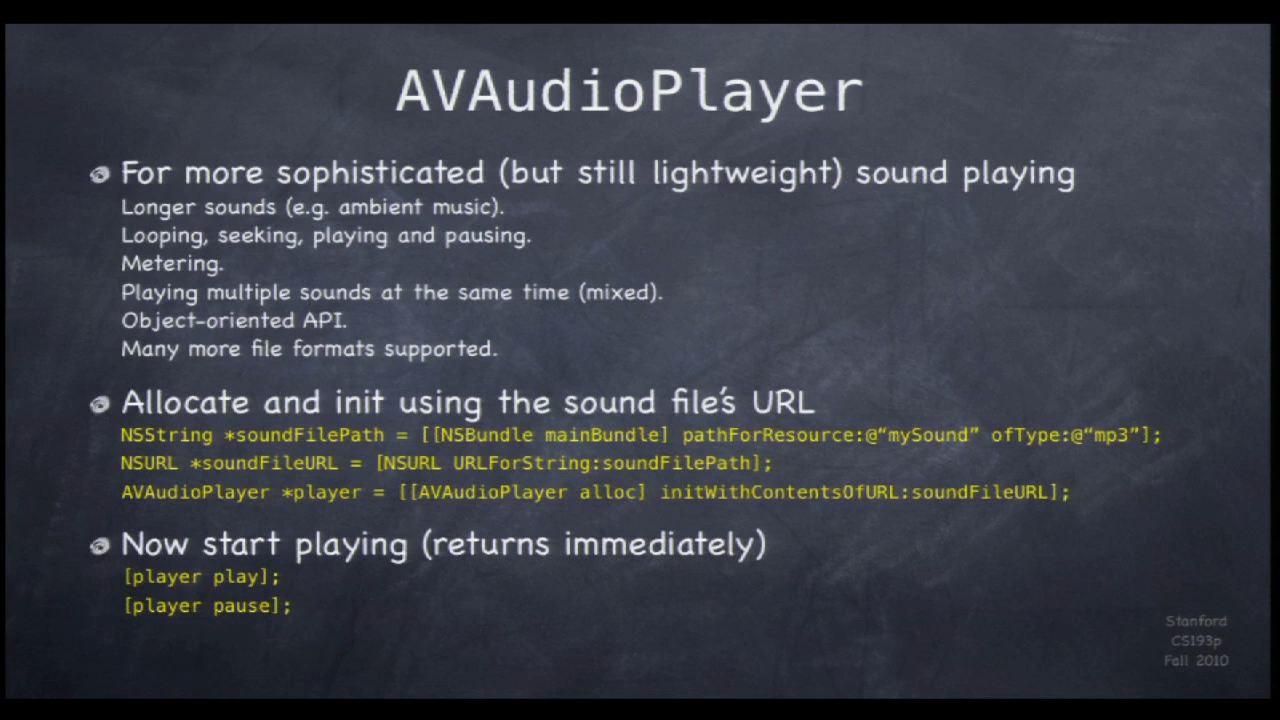 AVAudioPlayer
For more sophisticated (but still lightweight) sound playing
Longer sounds (e.g. ambient music).
Looping, seeking, playing and pausing.
Metering.
Playing multiple sounds at the same time (mixed).
Object-oriented API.
Many more file formats supported.
Allocate and init using the sound file's URL
NSString *soundFilePath = [[NSBundle mainBundle] pathForResource:@“mySound” ofType:@“mp3”];
NSURL *soundFileURL = [NSURL URLForString:soundFilePath];
AVAudioPlayer *player = [[AVAudioPlayer alloc] initWithContentsOfURL:soundFileURL];
Now start playing (returns immediately)
[player play];
[player pause];
Stanford
CS193p
Fall 2010